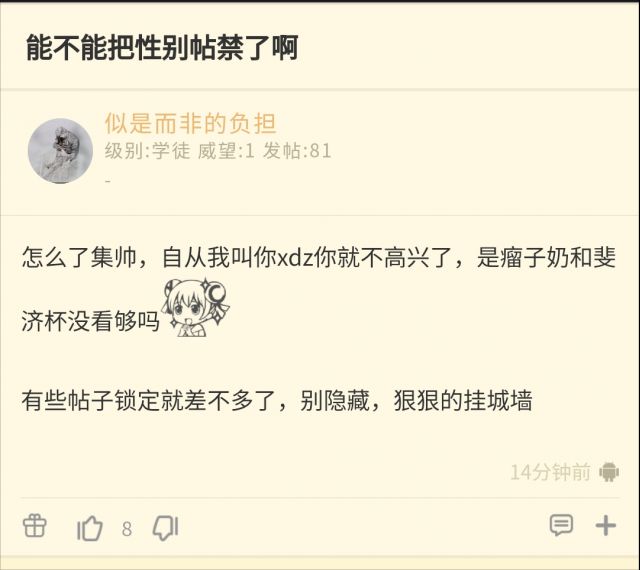 能不能把性别帖禁了啊
似是而非的负担
级别:学徒 威望:1 发帖:81
-
怎么了集帅，自从我叫你xdz你就不高兴了，是瘤子奶和斐
济杯没看够吗
有些帖子锁定就差不多了，别隐藏，狠狠的挂城墙
14分钟前
8